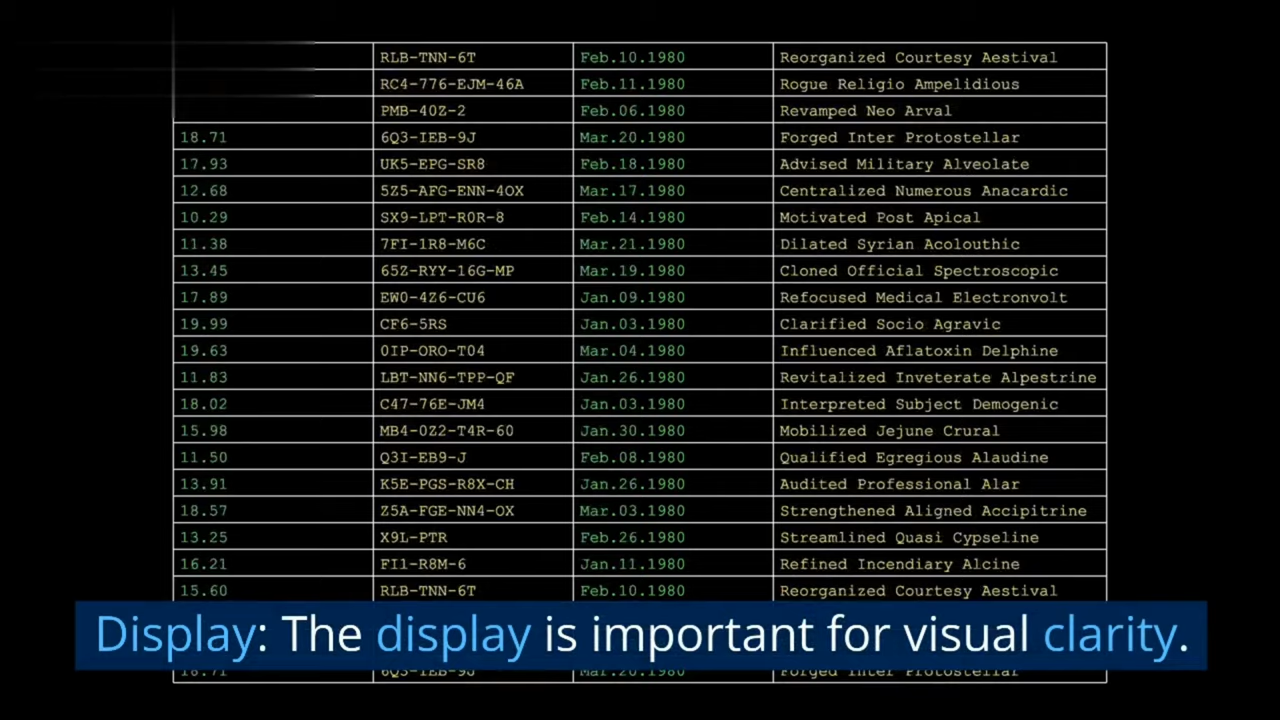 RLB-TNN-6T Feb.10.1980 Reorganized Courtesy Aestival
RC4-776-EJM-46A Feb.11.1980 Rogue Religio Ampelidious
PMB-40Z-2 Feb.06.1980 Revamped Neo Arval
18.71 6Q3-IEB-9J Mar.20.1980 Forged Inter Protostellar
17.93 UK5-EPG-SR8 Feb.18.1980 Advised Military Alveolate
12.68 5Z5-AFG-ENN-4OX Mar.17.1980 Centralized Numerous Anacardic
10.29 SX9-LPT-R0R-8 Feb.14.1980 Motivated Post Apical
11.38 7FI-1R8-M6C Mar.21.1980 Dilated Syrian Acolouthic
13.45 65Z-RYY-16G-MP Mar.19.1980 Cloned Official Spectroscopic
17.89 EW0-4Z6-CU6 Jan.09.1980 Refocused Medical Electronvolt
19.99 CF6-5RS Jan.03.1980 Clarified Socio Agravic
19.63 0IP-ORO-T04 Mar.04.1980 Influenced Aflatoxin Delphine
11.83 LBT-NN6-TPP-QF Jan.26.1980 Revitalized Inveterate Alpestrine
18.02 C47-76E-JM4 Jan.03.1980 Interpreted Subject Demogenic
15.98 MB4-0Z2-T4R-60 Jan.30.1980 Mobilized Jejune Crural
11.50 Q3I-EB9-J Feb.08.1980 Qualified Egregious Alaudine
13.91 K5E-PGS-R8X-CH Jan.26.1980 Audited Professional Alar
18.57 Z5A-FGE-NN4-OX Mar.03.1980 Strengthened Aligned Accipitrine
13.25 X9L-PTR Feb.26.1980 Streamlined Quasi Cypseline
16.21 FI1-R8M-6 Jan.11.1980 Refined Incendiary Alcine
15.60 RLB-TNN-6T Feb.10.1980 Reorganized Courtesy Aestival
Display: The display is important for visual clarity.
18.71 6Q3-IEB-9J Mar.20.1980 Forged Inter Protostellar